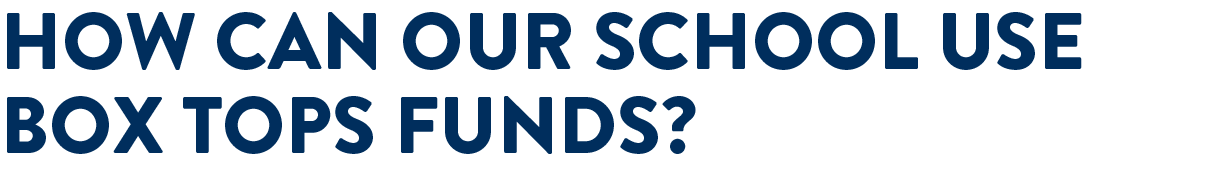 HOW CAN OUR SCHOOL USE
BOX TOPS FUNDS?